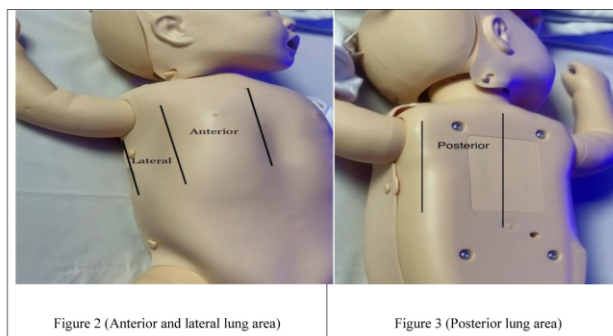 Anterior
Lateral
Posterior
Figure 2 (Anterior and lateral lung area)
Figure 3 (Posterior lung area)